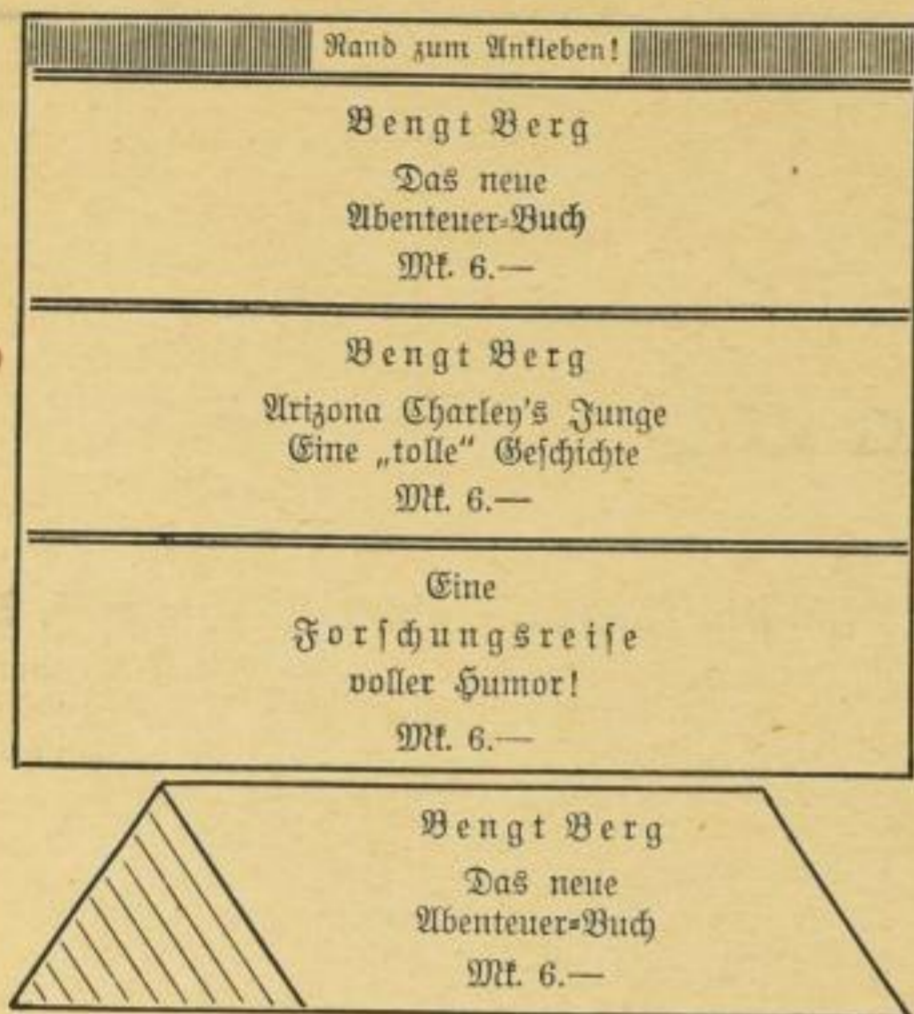 Rand zum Ankleben!
Bengt Berg
Das neue
Abenteuer-Buch
Mk. 6.—
Bengt Berg
Arizona Charley's Junge
Eine „tolle“ Geschichte
Mk. 6.—
Eine
Forschungsreise
voller Humor!
Mk. 6.—
Bengt Berg
Das neue
Abenteuer-Buch
Mk. 6.—